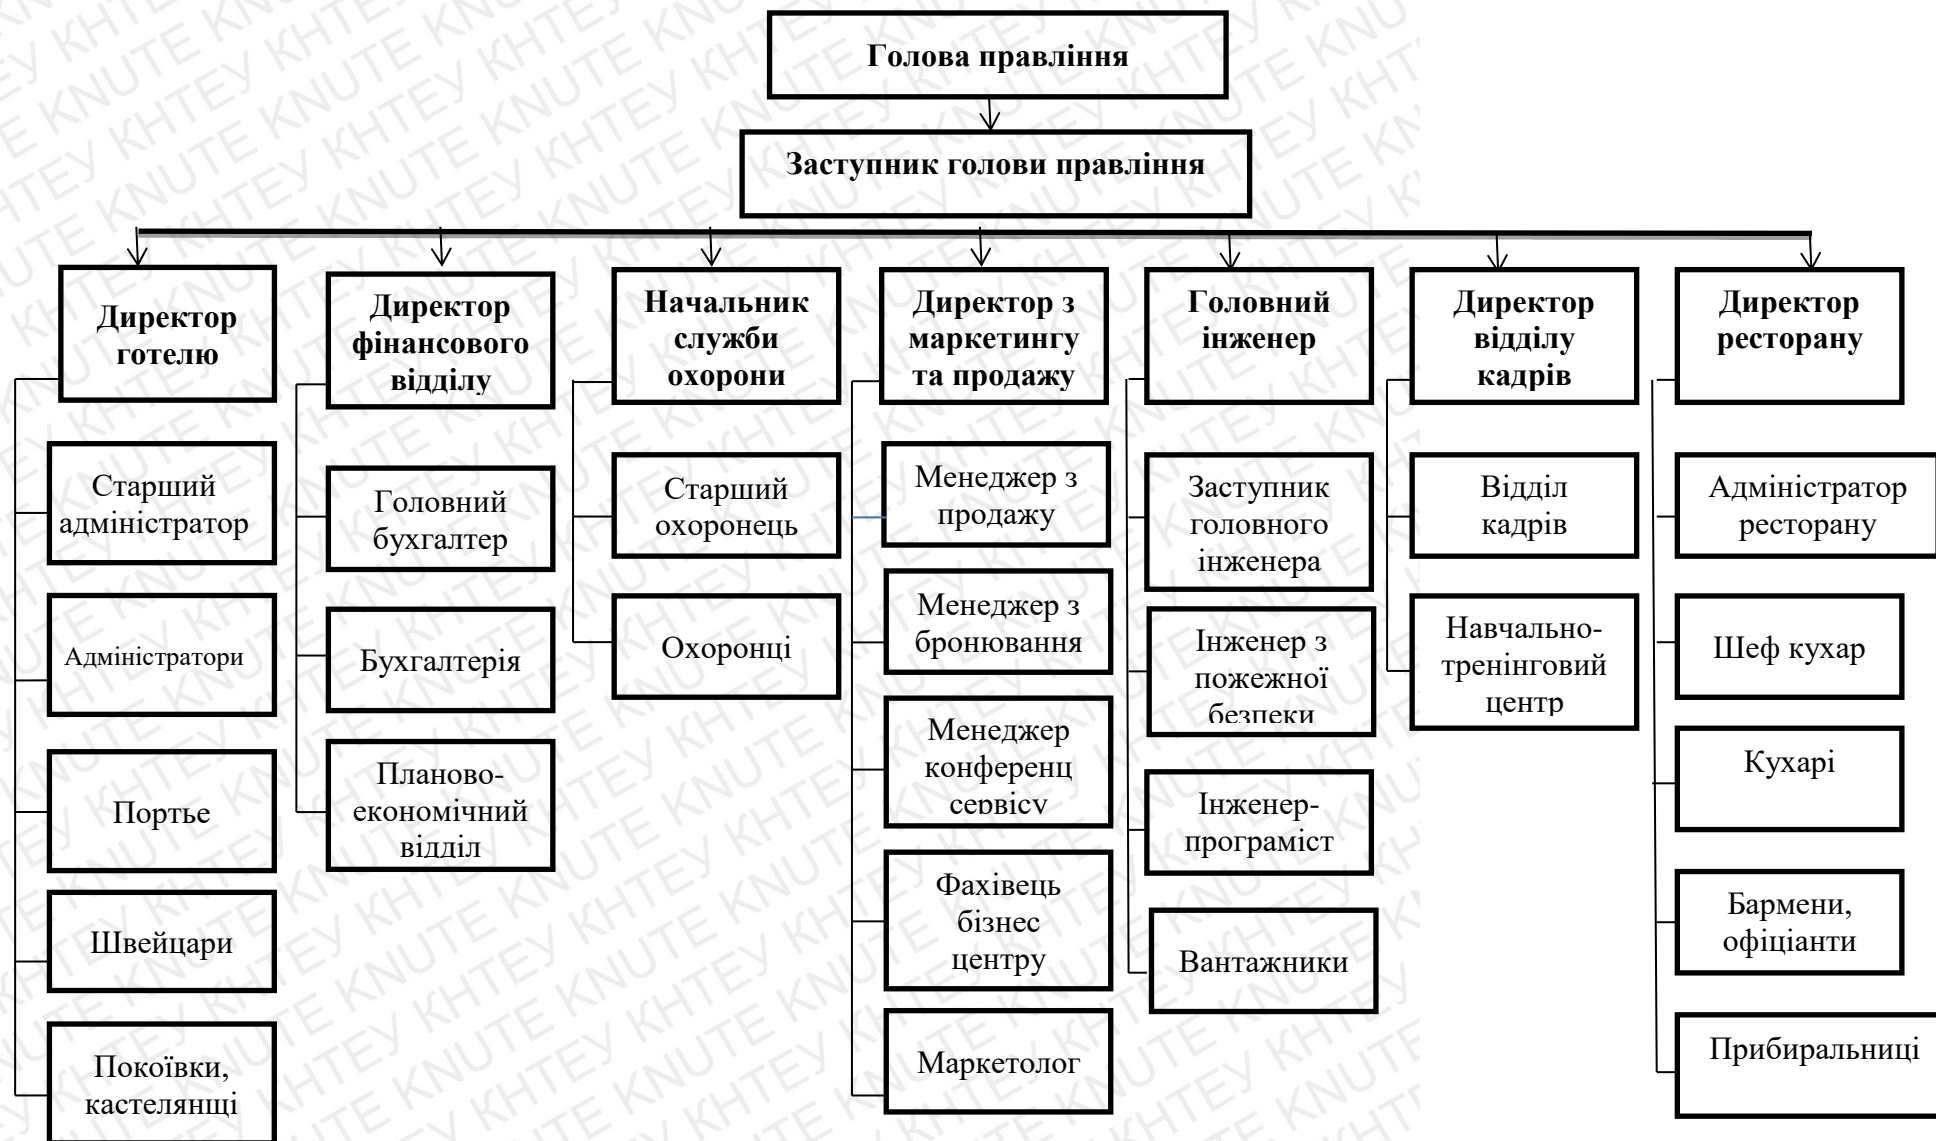 Голова правління
Заступник голови правління
Директор
готелю
Директор
фінансового
відділу
Начальник
служби
охорони
Директор з
маркетингу
та продажу
Головний
інженер
Директор
відділу
кадрів
Директор
ресторану
Старший
адміністратор
Адміністратори
Портье
Швейцари
Покоївки,
кастелянщі
Головний
бухгалтер
Бухгалтерія
Планово-
економічний
відділ
Старший
охоронець
Охоронці
Менеджер з
продажу
Менеджер з
бронювання
Менеджер
конференц
сервісу
Фахівець
бізнес
центру
Маркетолог
Заступник
головного
інженера
Інженер з
пожежної
безпеки
Інженер-
програміст
Вантажники
Відділ
кадрів
Навчально-
тренінговий
центр
Адміністратор
ресторану
Шеф кухар
Кухарі
Бармени,
офіціанти
Прибиральниці